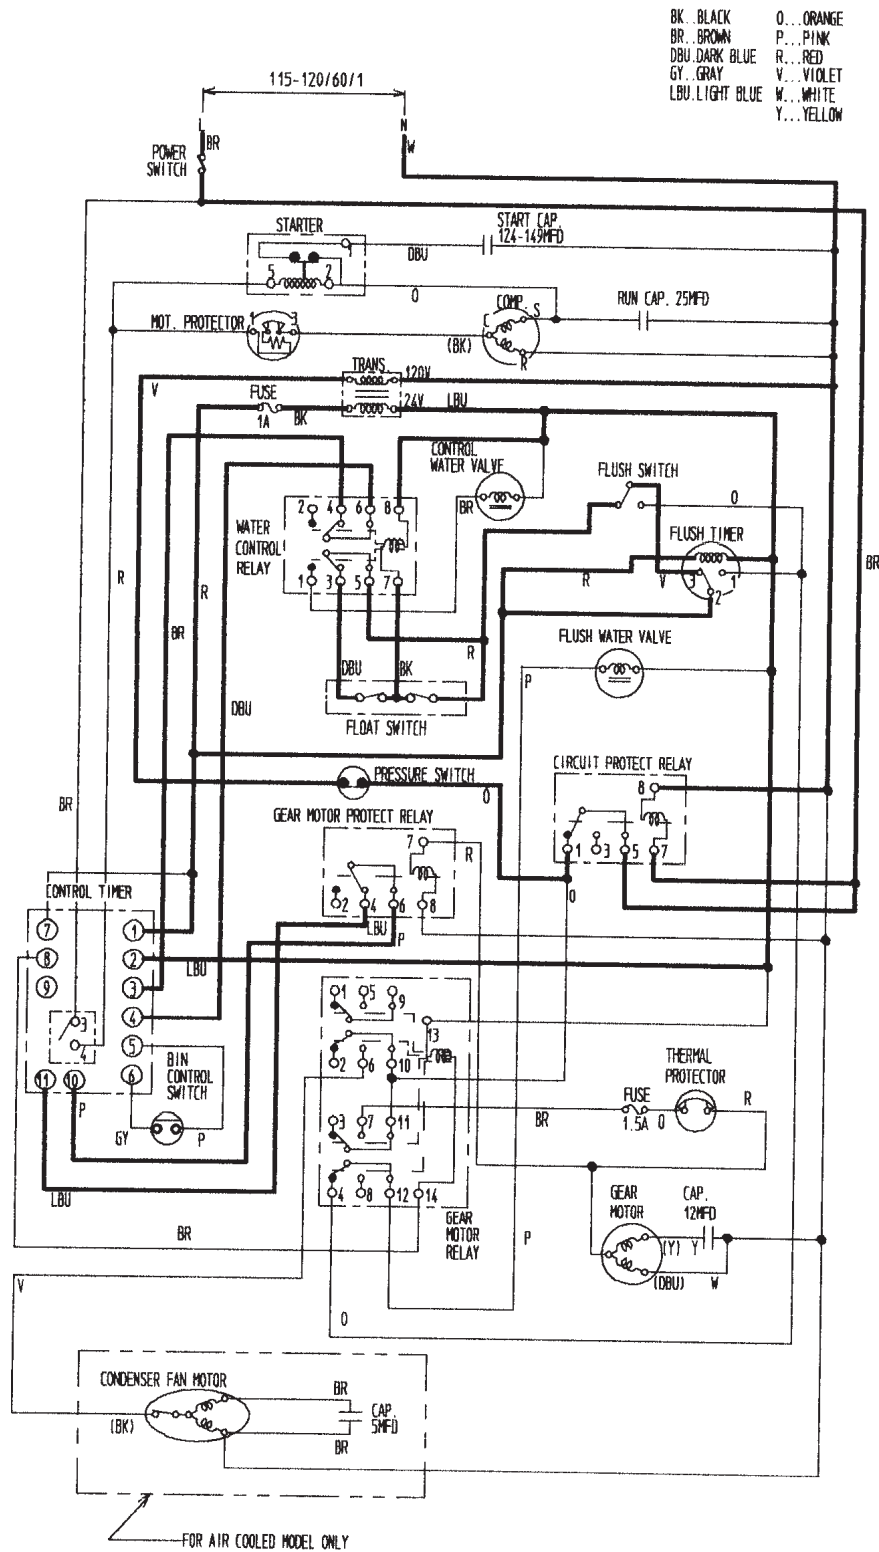 BK..BLACK O...ORANGE
BR..BROWN P...PINK
DBU.DARK BLUE R...RED
GY..GRAY V...VIOLET
LBU.LIGHT BLUE W...WHITE
Y...YELLOW
115-120/60/1
L
N
BR
W
POWER
SWITCH
STARTER
START CAP.
124-149MFD
1
DBU
5
2
O
COMP.
S
RUN CAP. 25MFD
MOT. PROTECTOR
1
3
C
(BK)
R
TRANS.
120V
V
FUSE
1A
BK
24V
LBU
CONTROL
WATER VALVE
FLUSH SWITCH
O
BR
2 4 6 8
WATER
CONTROL
RELAY
FLUSH TIMER
BR
R
R
R
V
3
1
2
1 3 5 7
BR
R
FLUSH WATER VALVE
DBU
BK
P
DBU
FLOAT SWITCH
CIRCUIT PROTECT RELAY
PRESSURE SWITCH
O
8
BR
GEAR MOTOR PROTECT RELAY
7
R
1 3 5 7
CONTROL TIMER
O
2 4 6 8
7
1
LBU
P
8
2
LBU
9
3
1 5 9
4
3
13
5
4
BIN
CONTROL
SWITCH
2 6 10
THERMAL
PROTECTOR
11
10
6
P
FUSE
1.5A
O
R
3 7 11
BR
GY
P
LBU
4 8 12 14
GEAR
MOTOR
RELAY
GEAR
MOTOR
CAP.
12MFD
BR
P
(Y)
Y
V
(DBU)
W
O
CONDENSER FAN MOTOR
BR
(BK)
CAP.
5MFD
BR
FOR AIR COOLED MODEL ONLY